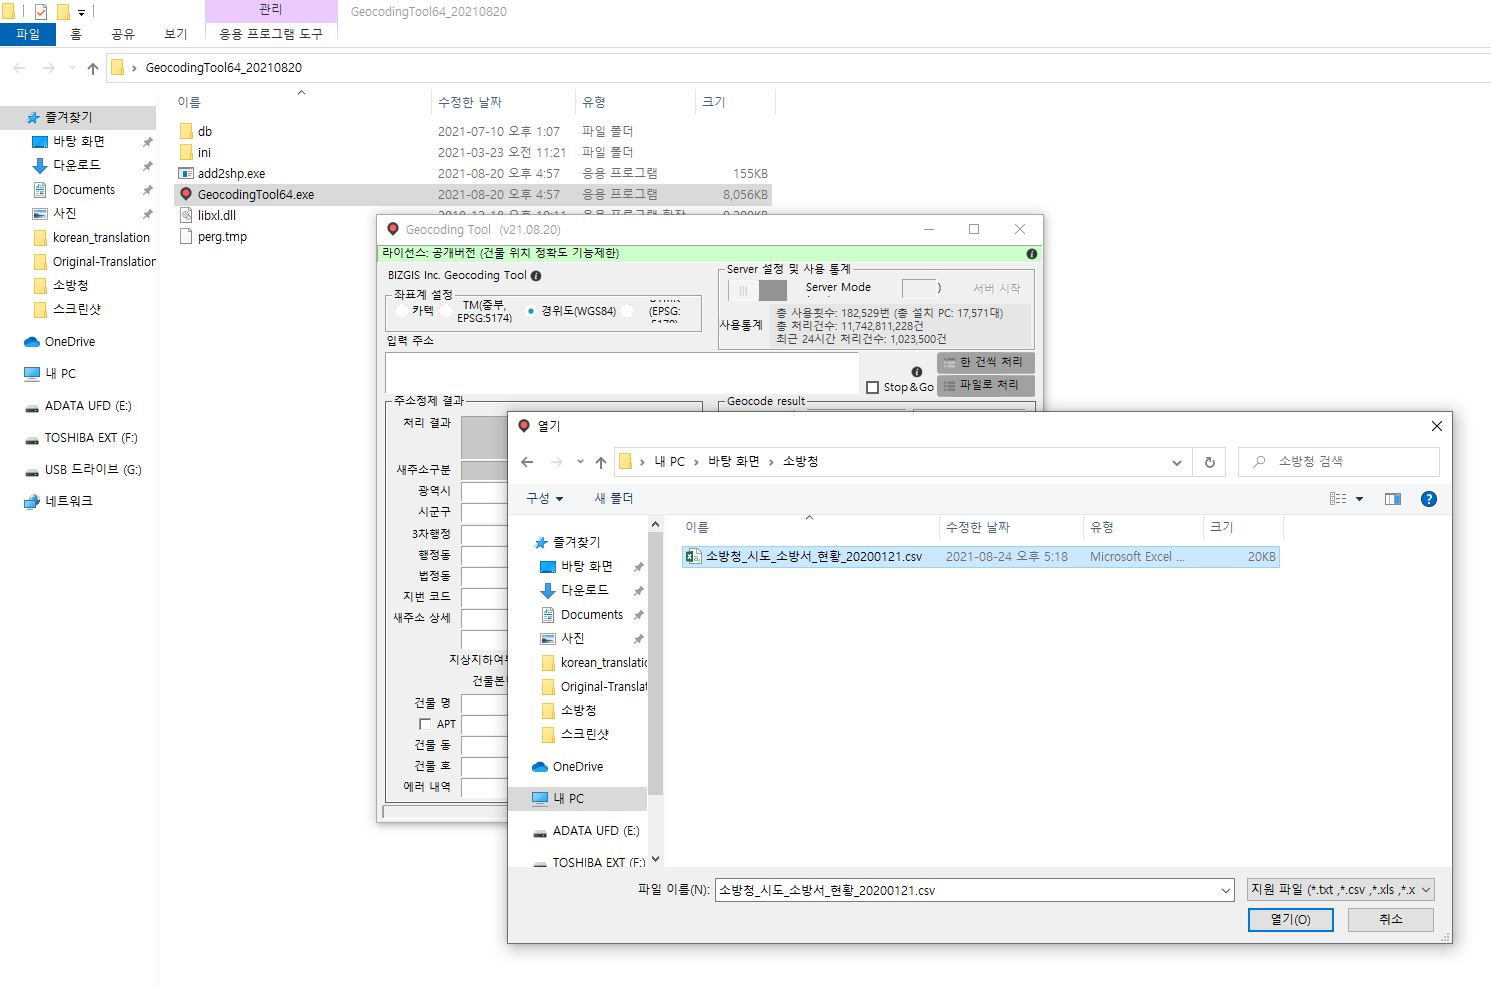 관리
GeocodingTool64_20210820
파일
홈
공유
보기
응용 프로그램 도구
GeocodingTool64_20210820
이름
수정한 날짜
유형
크기
즐겨찾기
바탕 화면
다운로드
Documents
사진
korean_translation
Original-Translation
소방청
스크린샷
OneDrive
내 PC
ADATA UFD (E:)
TOSHIBA EXT (F:)
USB 드라이브 (G:)
네트워크
db 2021-07-10 오후 1:07 파일 폴더
ini 2021-03-23 오전 11:21 파일 폴더
add2shp.exe 2021-08-20 오후 4:57 응용 프로그램 155KB
GeocodingTool64.exe 2021-08-20 오후 4:57 응용 프로그램 8,056KB
libxl.dll
perg.tmp
Geocoding Tool (v21.08.20)
라이선스: 공개버전 (건물 위치 정확도 기능제한)
BIZGIS Inc. Geocoding Tool
좌표계 설정
카텍
TM(중부,
EPSG:5174)
경위도(WGS84)
(EPSG:
Server 설정 및 사용 통계
Server Mode
)
서버 시작
사용통계
총 사용횟수: 182,529번 (총 설치 PC: 17,571대)
총 처리건수: 11,742,811,228건
최근 24시간 처리건수: 1,023,500건
입력 주소
한 건씩 처리
Stop&Go
파일로 처리
주소정제 결과
Geocode result
처리 결과
새주소구분
광역시
시군구
3차행정
행정동
법정동
지번 코드
새주소 상세
지상지하여부
건물본
건물 명
APT
건물 동
건물 호
에러 내역
열기
내 PC
바탕 화면
소방청
소방청 검색
구성
새 폴더
이름
수정한 날짜
유형
크기
소방청_시도_소방서_현황_20200121.csv 2021-08-24 오후 5:18 Microsoft Excel ... 20KB
즐겨찾기
바탕 화면
다운로드
Documents
사진
korean_translatic
Original-Translat
소방청
스크린샷
OneDrive
내 PC
ADATA UFD (E:)
TOSHIBA EXT (F:)
파일 이름(N):
소방청_시도_소방서_현황_20200121.csv
지원 파일 (*.txt ,*.csv ,*.xls ,*.x
열기(O)
취소